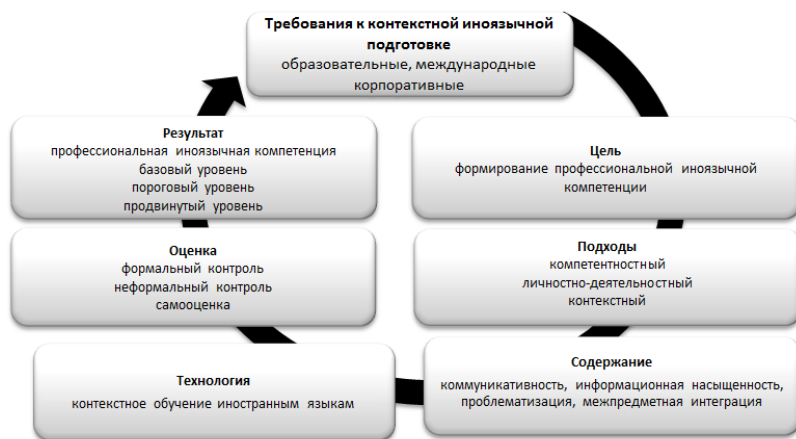 Требования к контекстной иноязычной
подготовке
образовательные, международные
корпоративные
Цель
формирование профессиональной иноязычной
компетенции
Подходы
компетентностный
личностно-деятельностный
контекстный
Содержание
коммуникативность, информационная насыщенность,
проблематизация, межпредметная интеграция
Технология
контекстное обучение иностранным языкам
Оценка
формальный контроль
неформальный контроль
самооценка
Результат
профессиональная иноязычная компетенция
базовый уровень
пороговый уровень
продвинутый уровень